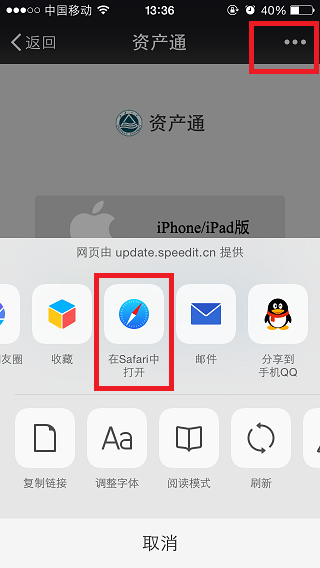 中国移动 13:36 40%
返回 资产通
资产通
iPhone/iPad版
网页由 update.speedit.cn 提供
友圈 收藏 在Safari中 邮件 分享到
打开 手机QQ
复制链接 调整字体 阅读模式 刷新
取消